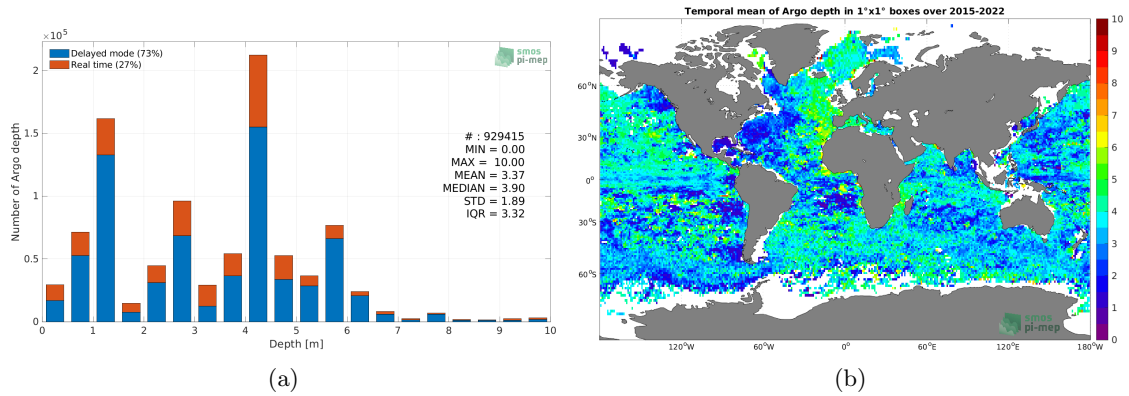 ×10⁵
Delayed mode (73%)
Real time (27%)
smos
pi-mep
# : 929415
MIN = 0.00
MAX = 10.00
MEAN = 3.37
MEDIAN = 3.90
STD = 1.89
IQR = 3.32
Number of Argo depth
2
1.5
1
0.5
0
0 1 2 3 4 5 6 7 8 9 10
Depth [m]
(a)
Temporal mean of Argo depth in 1°x1° boxes over 2015-2022
60°N
30°N
0°
30°S
60°S
120°W 60°W 0° 60°E 120°E 180°W
smos
pi-mep
10
9
8
7
6
5
4
3
2
1
0
(b)